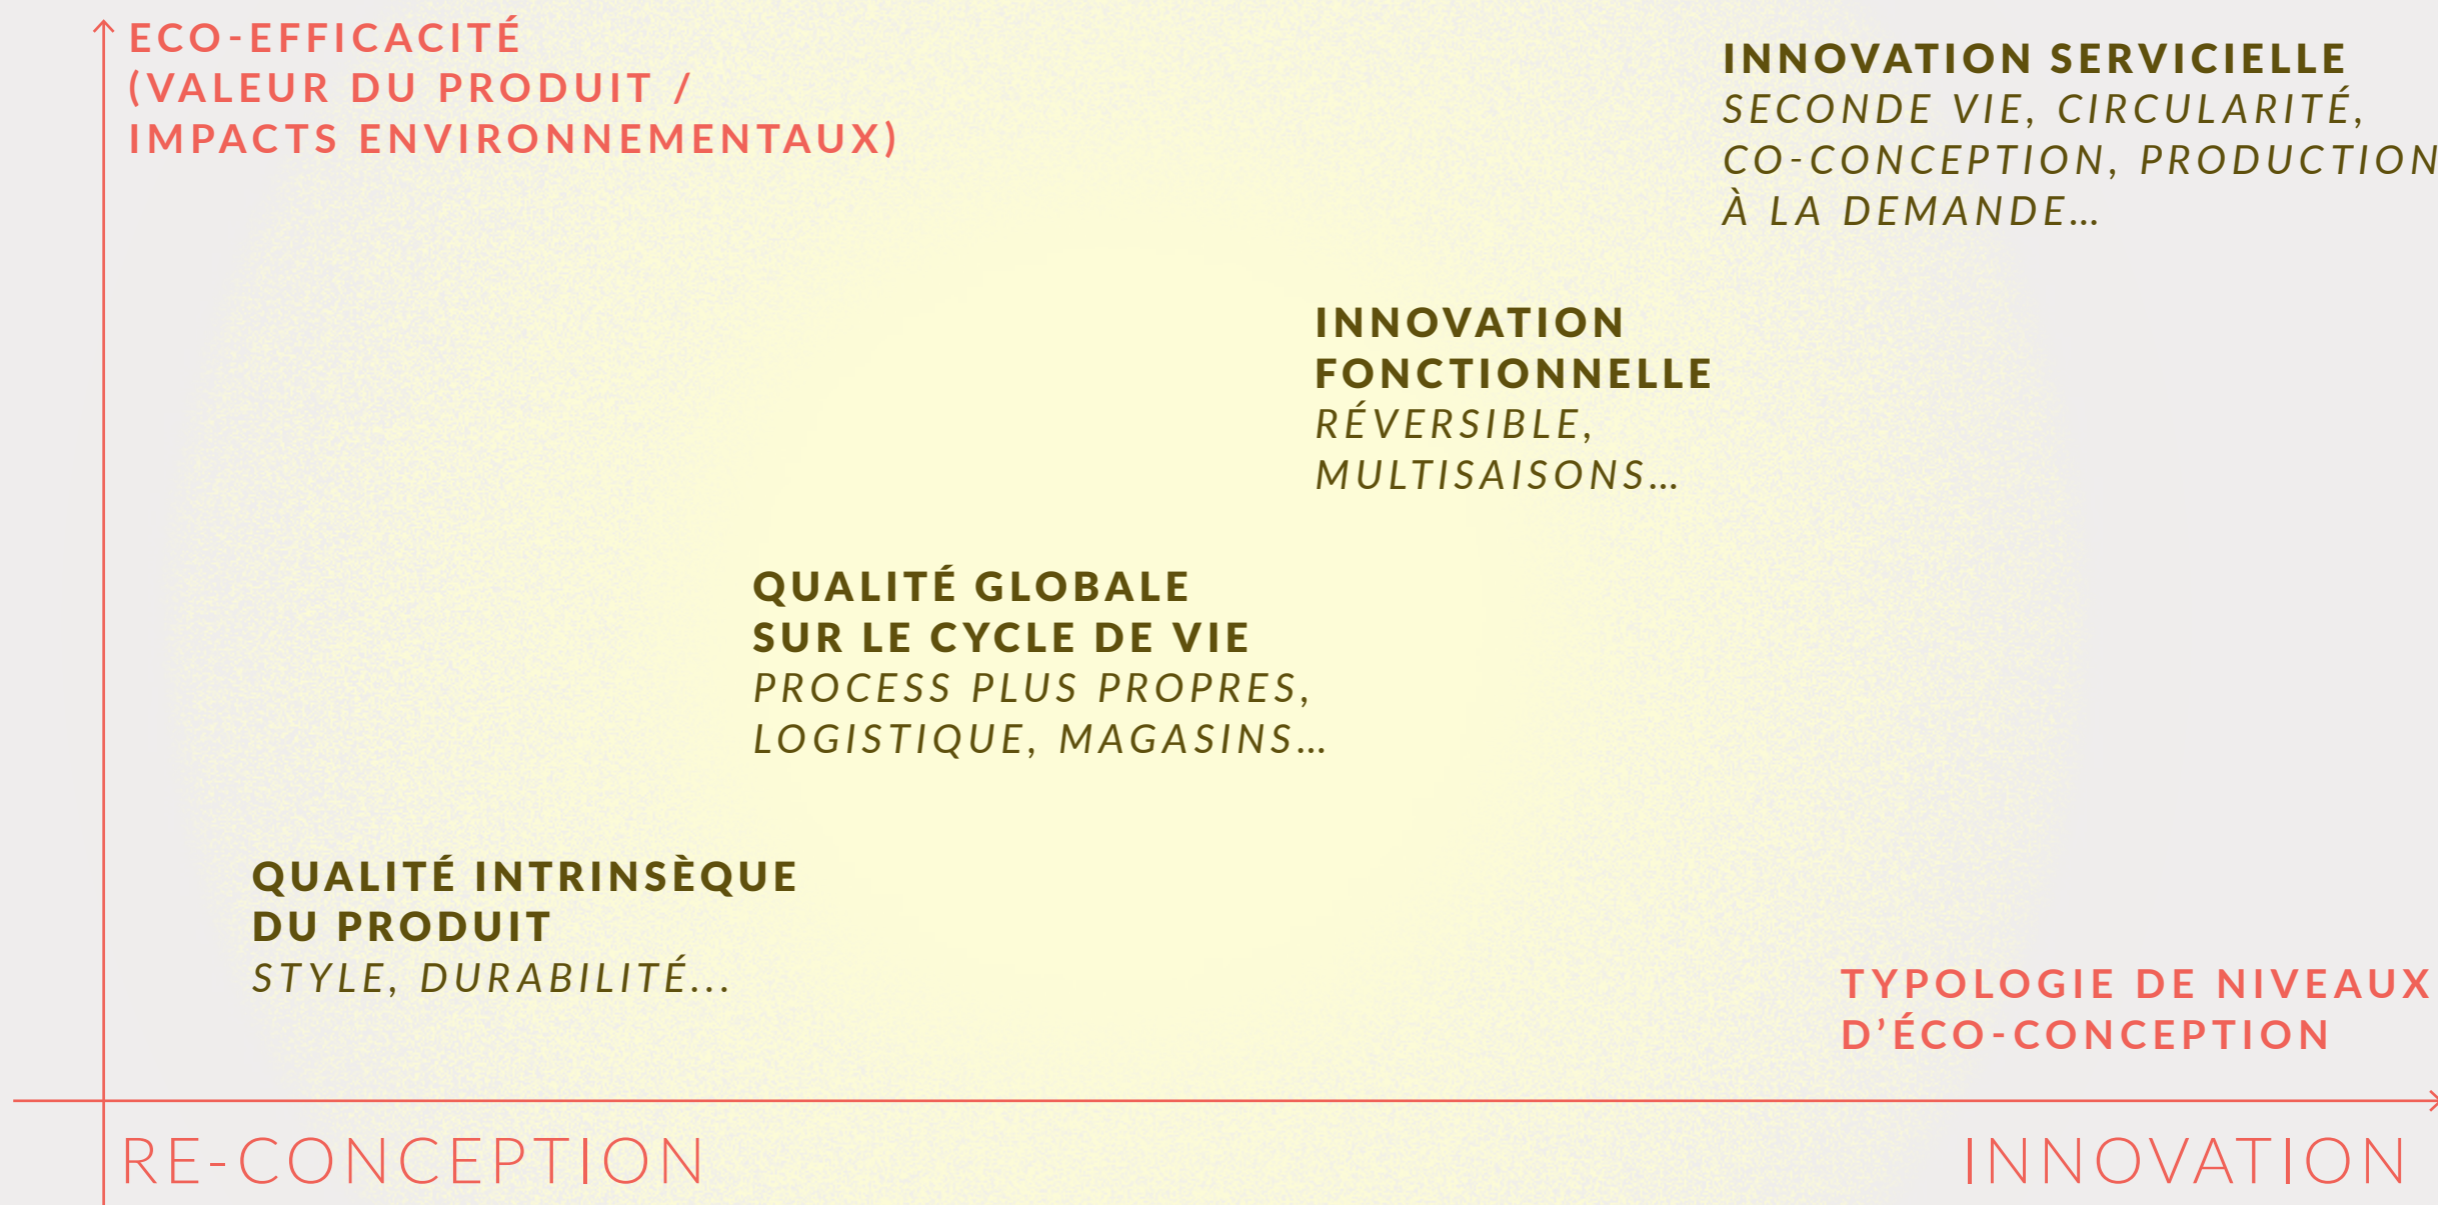 ECO-EFFICACITÉ
(VALEUR DU PRODUIT /
IMPACTS ENVIRONNEMENTAUX)
INNOVATION SERVICIELLE
SECONDE VIE, CIRCULARITÉ,
CO-CONCEPTION, PRODUCTION
À LA DEMANDE…
INNOVATION
FONCTIONNELLE
RÉVERSIBLE,
MULTISAISONS…
QUALITÉ GLOBALE
SUR LE CYCLE DE VIE
PROCESS PLUS PROPRES,
LOGISTIQUE, MAGASINS…
QUALITÉ INTRINSÈQUE
DU PRODUIT
STYLE, DURABILITÉ...
TYPOLOGIE DE NIVEAUX
D’ÉCO-CONCEPTION
RE-CONCEPTION
INNOVATION